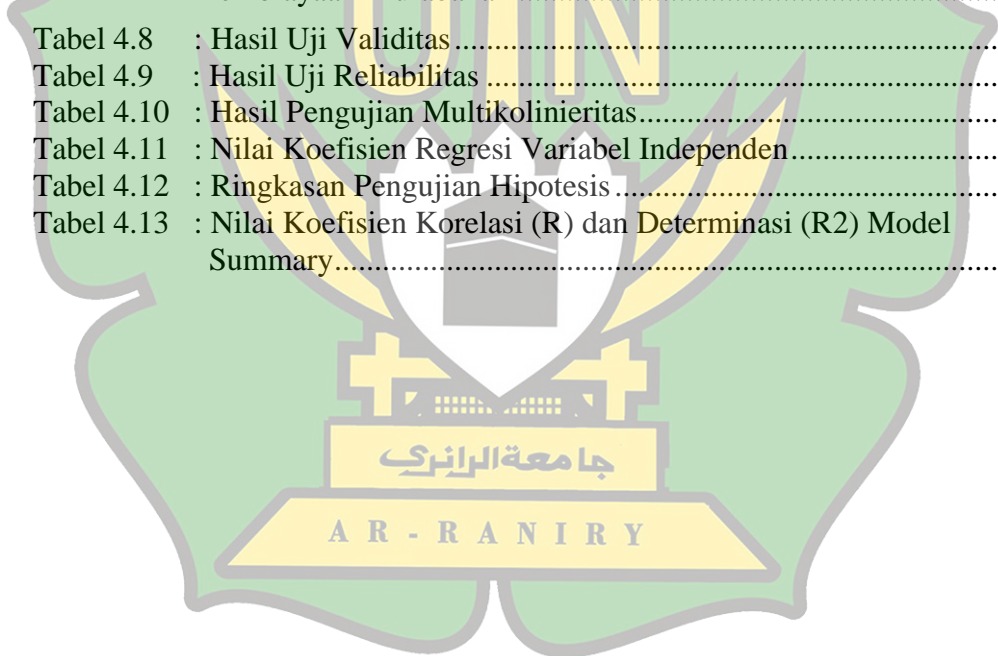 Tabel 4.8 : Hasil Uji Validitas
Tabel 4.9 : Hasil Uji Reliabilitas
Tabel 4.10 : Hasil Pengujian Multikolinieritas
Tabel 4.11 : Nilai Koefisien Regresi Variabel Independen
Tabel 4.12 : Ringkasan Pengujian Hipotesis
Tabel 4.13 : Nilai Koefisien Korelasi (R) dan Determinasi (R2) Model
Summary
UIN
جامعةالرانري
AR-RANIRY